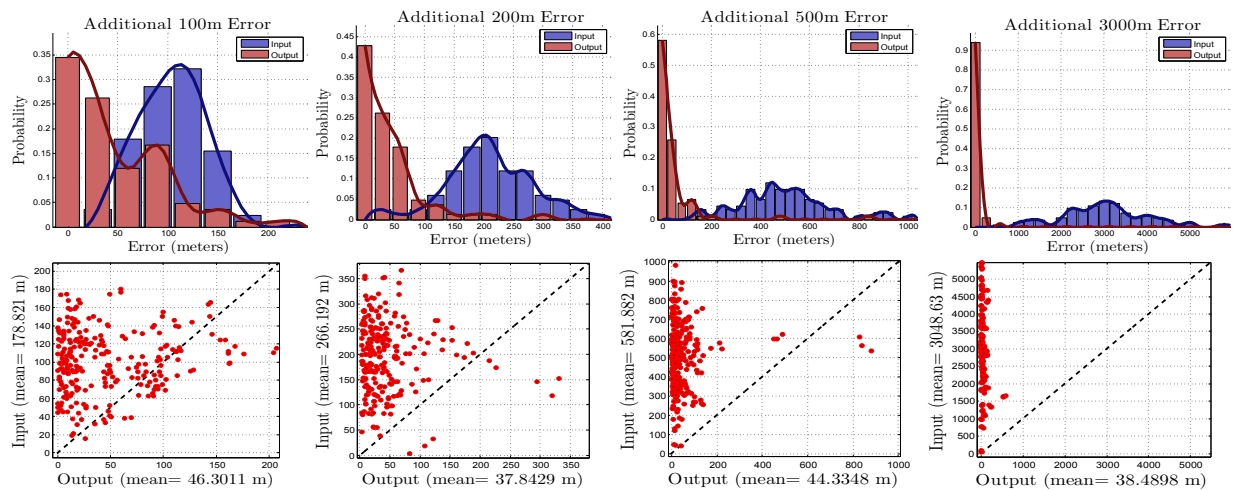 Additional 100m Error
Input
Output
Probability
0.35
0.3
0.25
0.2
0.15
0.1
0.05
0
0 50 100 150 200
Error (meters)
Additional 200m Error
Input
Output
Probability
0.45
0.4
0.35
0.3
0.25
0.2
0.15
0.1
0.05
0
0 50 100 150 200 250 300 350 400
Error (meters)
Additional 500m Error
Input
Output
Probability
0.6
0.5
0.4
0.3
0.2
0.1
0
0 200 400 600 800 1000
Error (meters)
Additional 3000m Error
Input
Output
Probability
0.9
0.8
0.7
0.6
0.5
0.4
0.3
0.2
0.1
0
0 1000 2000 3000 4000 5000
Error (meters)
Input (mean= 178.821 m)
200
180
160
140
120
100
80
60
40
20
0
0 50 100 150 200
Output (mean= 46.3011 m)
Input (mean= 266.192 m)
350
300
250
200
150
100
50
0
0 50 100 150 200 250 300 350
Output (mean= 37.8429 m)
Input (mean= 581.882 m)
1000
900
800
700
600
500
400
300
200
100
0
0 200 400 600 800 1000
Output (mean= 44.3348 m)
Input (mean= 3048.63 m)
5000
4500
4000
3500
3000
2500
2000
1500
1000
500
0
0 1000 2000 3000 4000 5000
Output (mean= 38.4898 m)